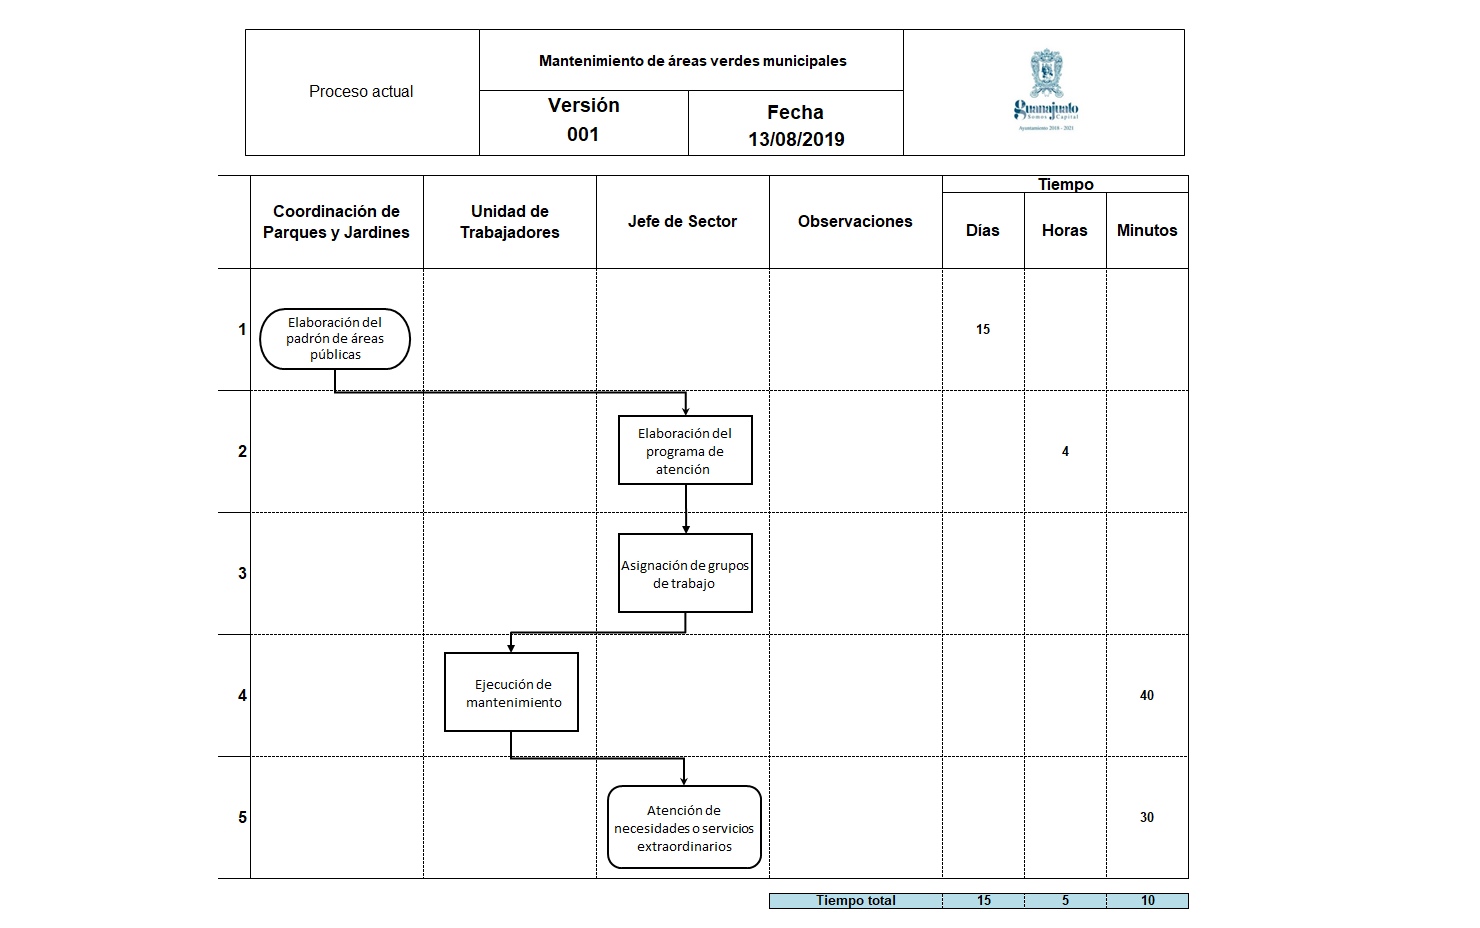 Proceso actual
Mantenimiento de áreas verdes municipales
Versión
001
Fecha
13/08/2019
guanajuato
Somos Capital
Ayuntamiento 2018 - 2021
Tiempo
Coordinación de
Parques y Jardines
Unidad de
Trabajadores
Jefe de Sector
Observaciones
Días
Horas
Minutos
1
Elaboración del
padrón de áreas
públicas
15
2
Elaboración del
programa de
atención
4
3
Asignación de grupos
de trabajo
4
Ejecución de
mantenimiento
40
5
Atención de
necesidades o servicios
extraordinarios
30
Tiempo total
15
5
10